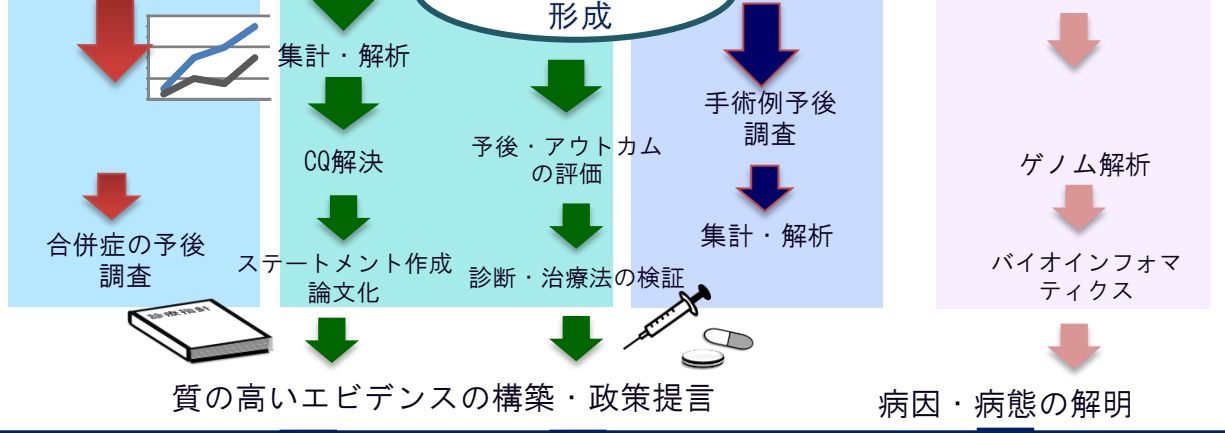 形成
集計・解析
CQ解決
ステートメント作成
論文化
予後・アウトカム
の評価
診断・治療法の検証
手術例予後
調査
集計・解析
合併症の予後
調査
ゲノム解析
バイオインフォマ
ティクス
診療指針
質の高いエビデンスの構築・政策提言
病因・病態の解明